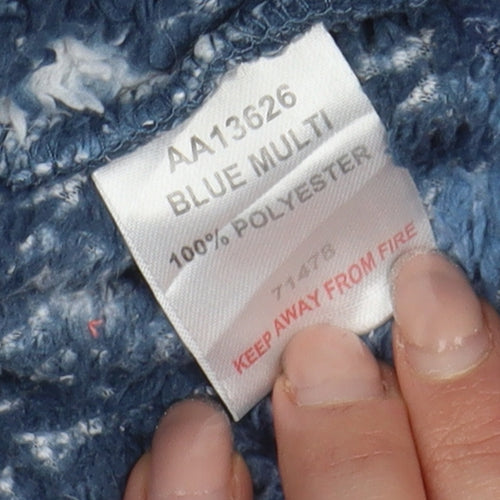 AA13626
BLUE MULTI
100% POLYESTER
71476
KEEP AWAY FROM FIRE